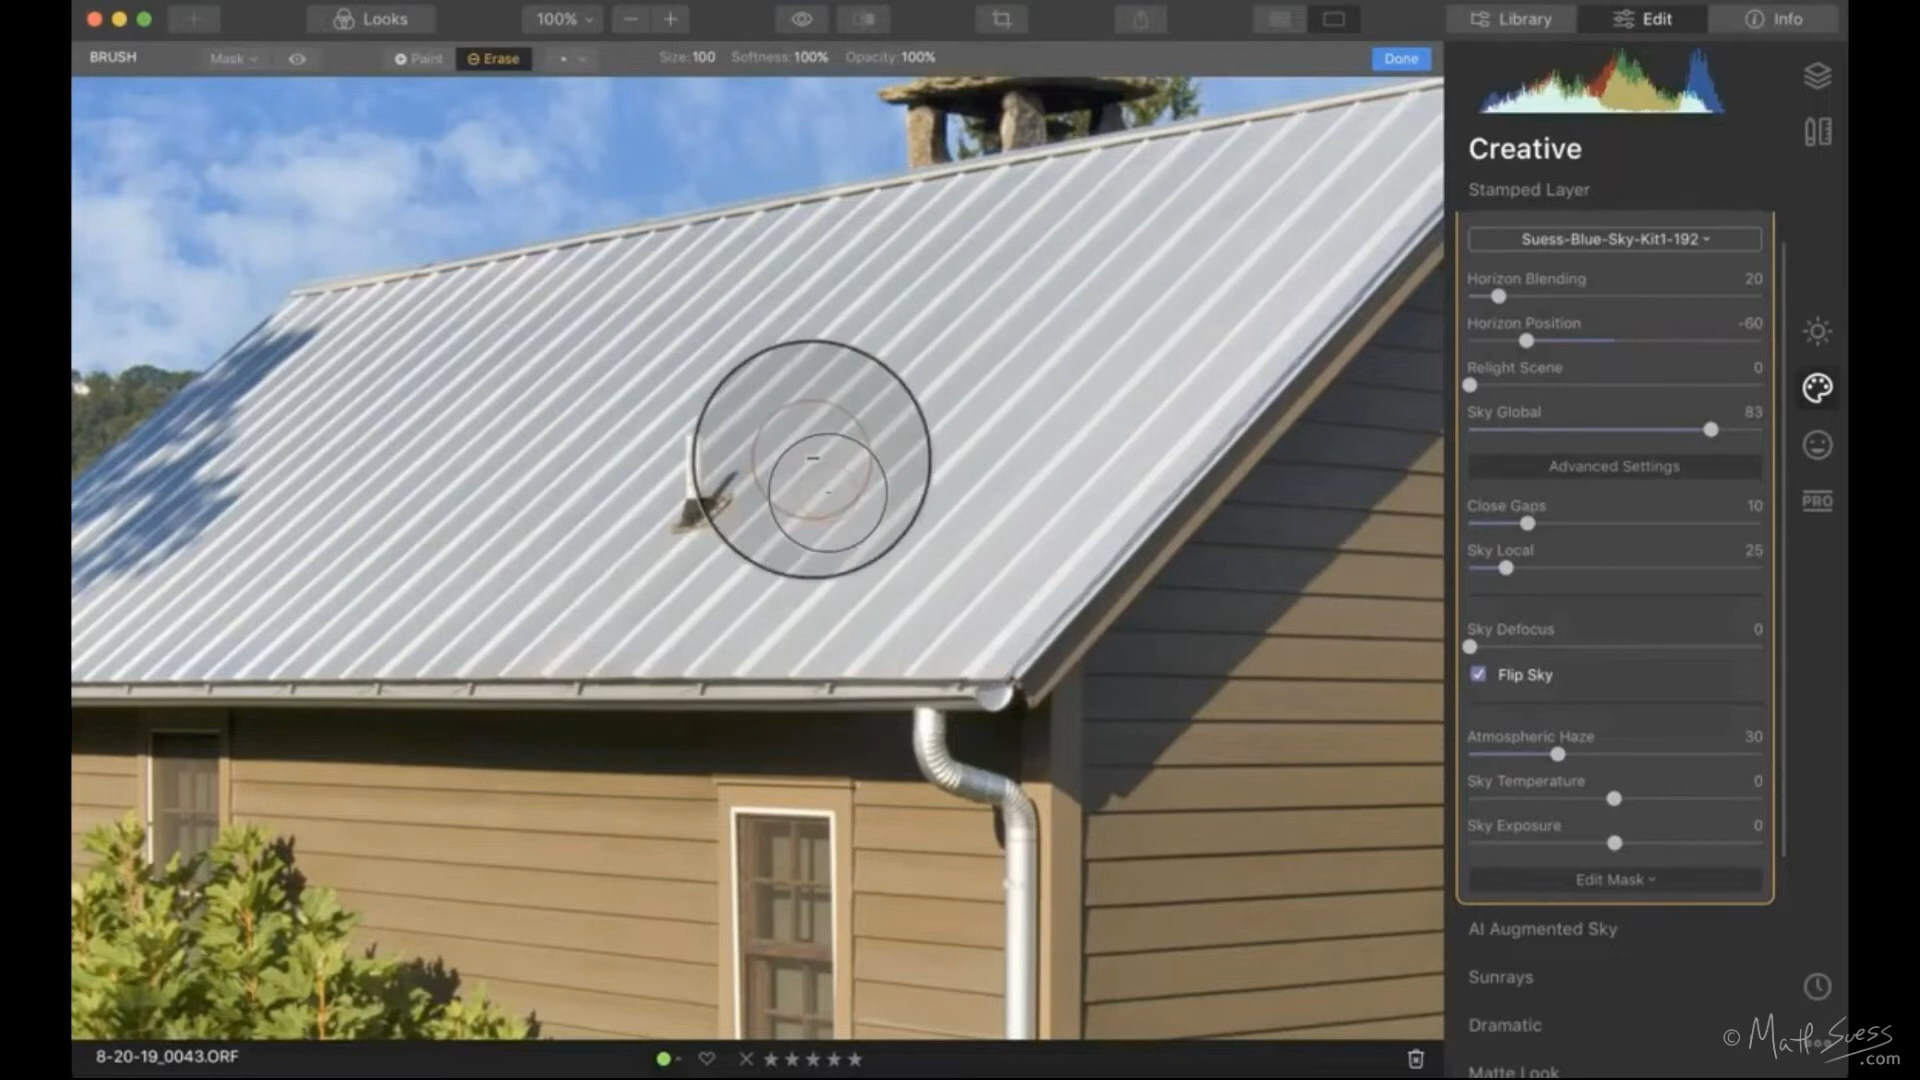 Looks
100%
Library
Edit
Info
BRUSH
Mask
Paint
Erase
Size: 100
Softness: 100%
Opacity: 100%
Done
Creative
Stamped Layer
Suess-Blue-Sky-Kit1-192
Horizon Blending 20
Horizon Position -60
Relight Scene 0
Sky Global 83
Advanced Settings
Close Gaps 10
Sky Local 25
Sky Defocus 0
Flip Sky
Atmospheric Haze 30
Sky Temperature 0
Sky Exposure 0
Edit Mask
PRO
AI Augmented Sky
Sunrays
Dramatic
Matte Look
8-20-19_0043.ORF
© Matt Suess
.com